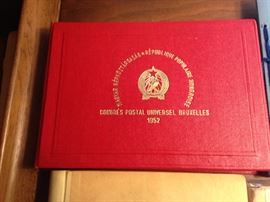 MAGYAR NÉPKÖZTÁRSASÁG • RÉPUBLIQUE POPULAIRE HONGROISE
CONGRÈS POSTAL UNIVERSEL BRUXELLES
1952